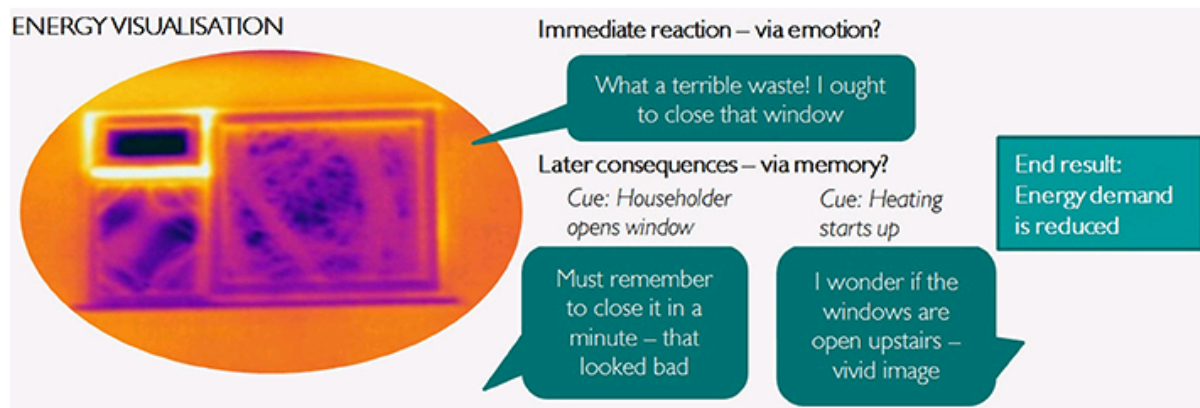 ENERGY VISUALISATION
Immediate reaction – via emotion?
What a terrible waste! I ought
to close that window
Later consequences – via memory?
Cue: Householder
opens window
Must remember
to close it in a
minute – that
looked bad
Cue: Heating
starts up
I wonder if the
windows are
open upstairs –
vivid image
End result:
Energy demand
is reduced